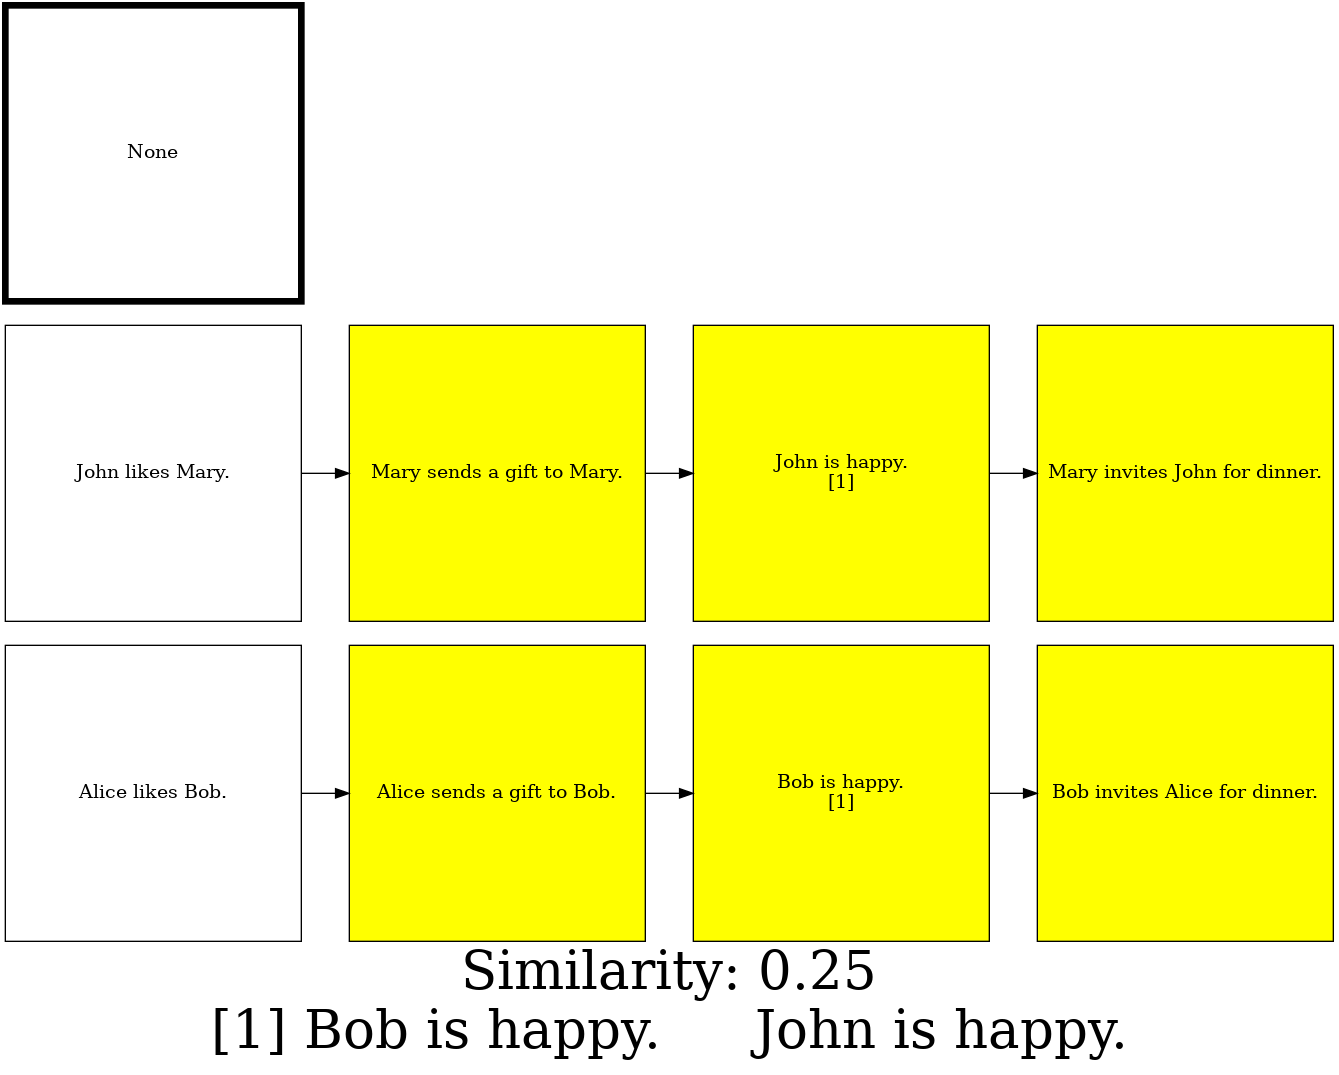 None
John likes Mary.
Mary sends a gift to Mary.
John is happy.
[1]
Mary invites John for dinner.
Alice likes Bob.
Alice sends a gift to Bob.
Bob is happy.
[1]
Bob invites Alice for dinner.
Similarity: 0.25
[1] Bob is happy. John is happy.